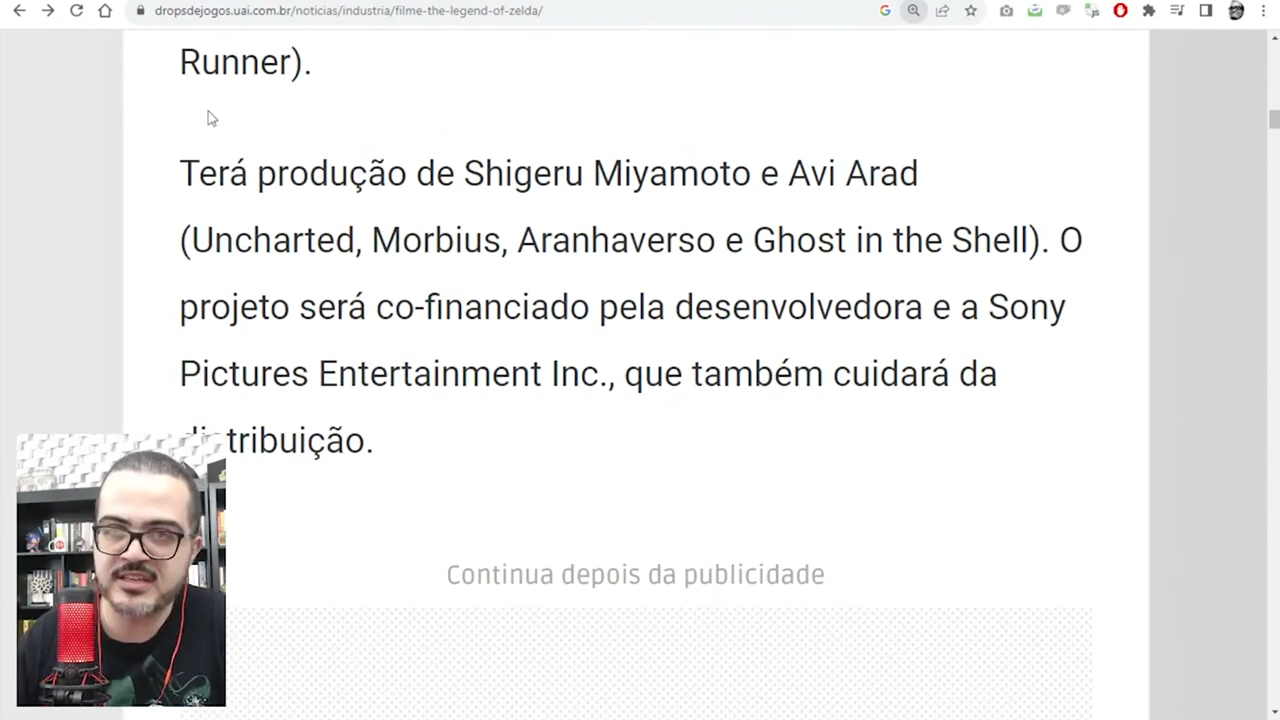 dropsdejogos.uai.com.br/noticias/industria/filme-the-legend-of-zelda/
Runner).
Terá produção de Shigeru Miyamoto e Avi Arad
(Uncharted, Morbius, Aranhaverso e Ghost in the Shell). O
projeto será co-financiado pela desenvolvedora e a Sony
Pictures Entertainment Inc., que também cuidará da
distribuição.
Continua depois da publicidade